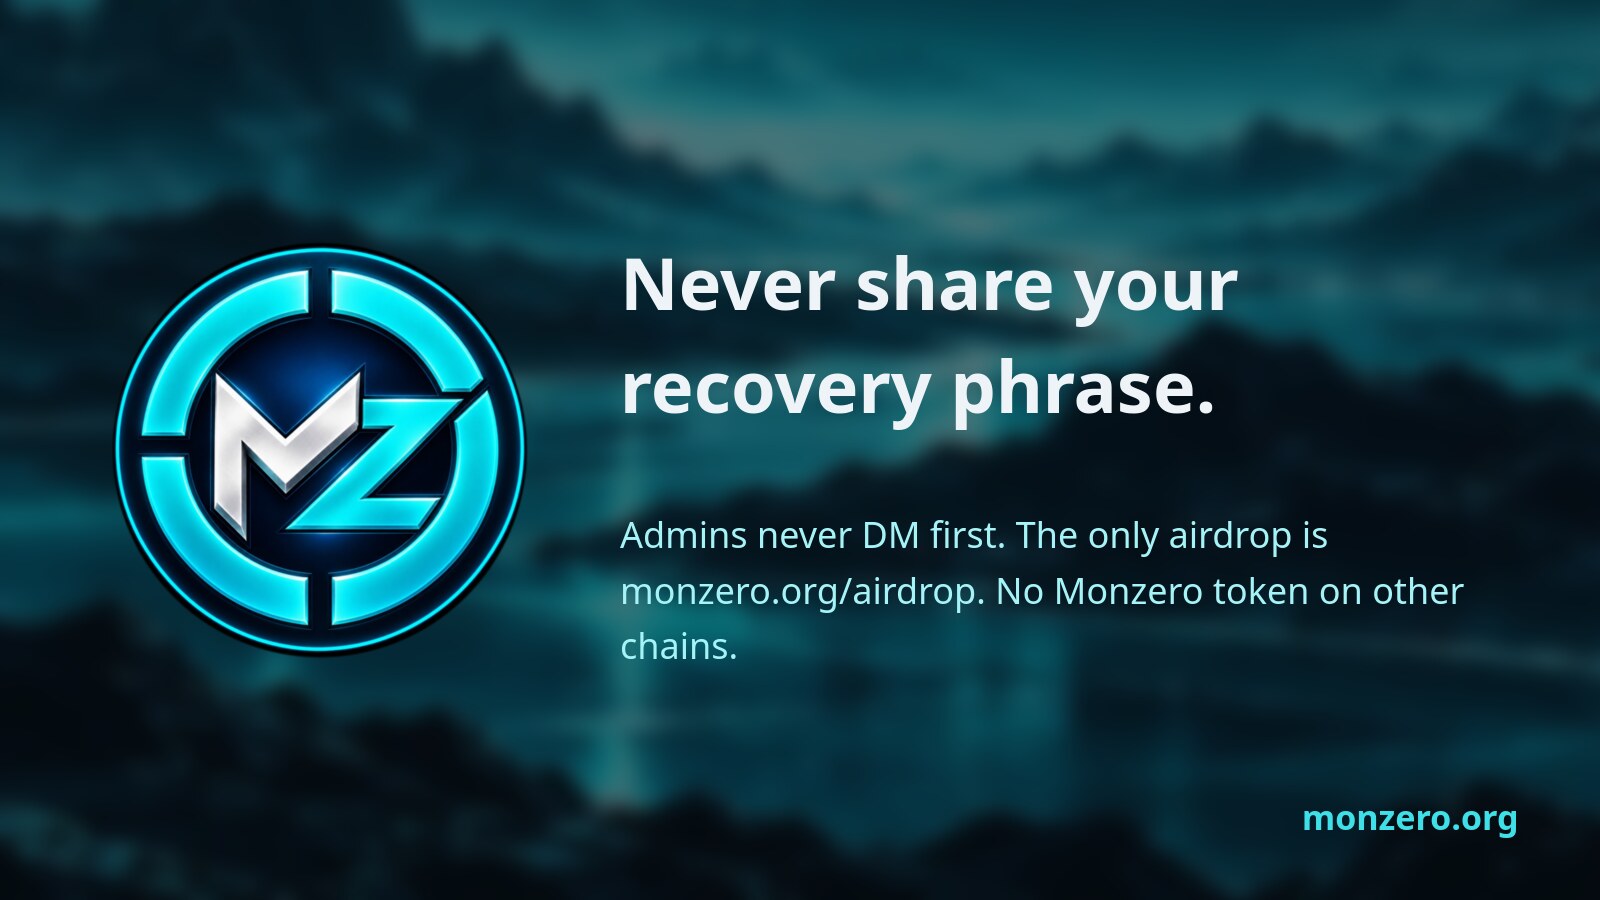 MZ
Never share your
recovery phrase.
Admins never DM first. The only airdrop is
monzero.org/airdrop. No Monzero token on other
chains.
monzero.org